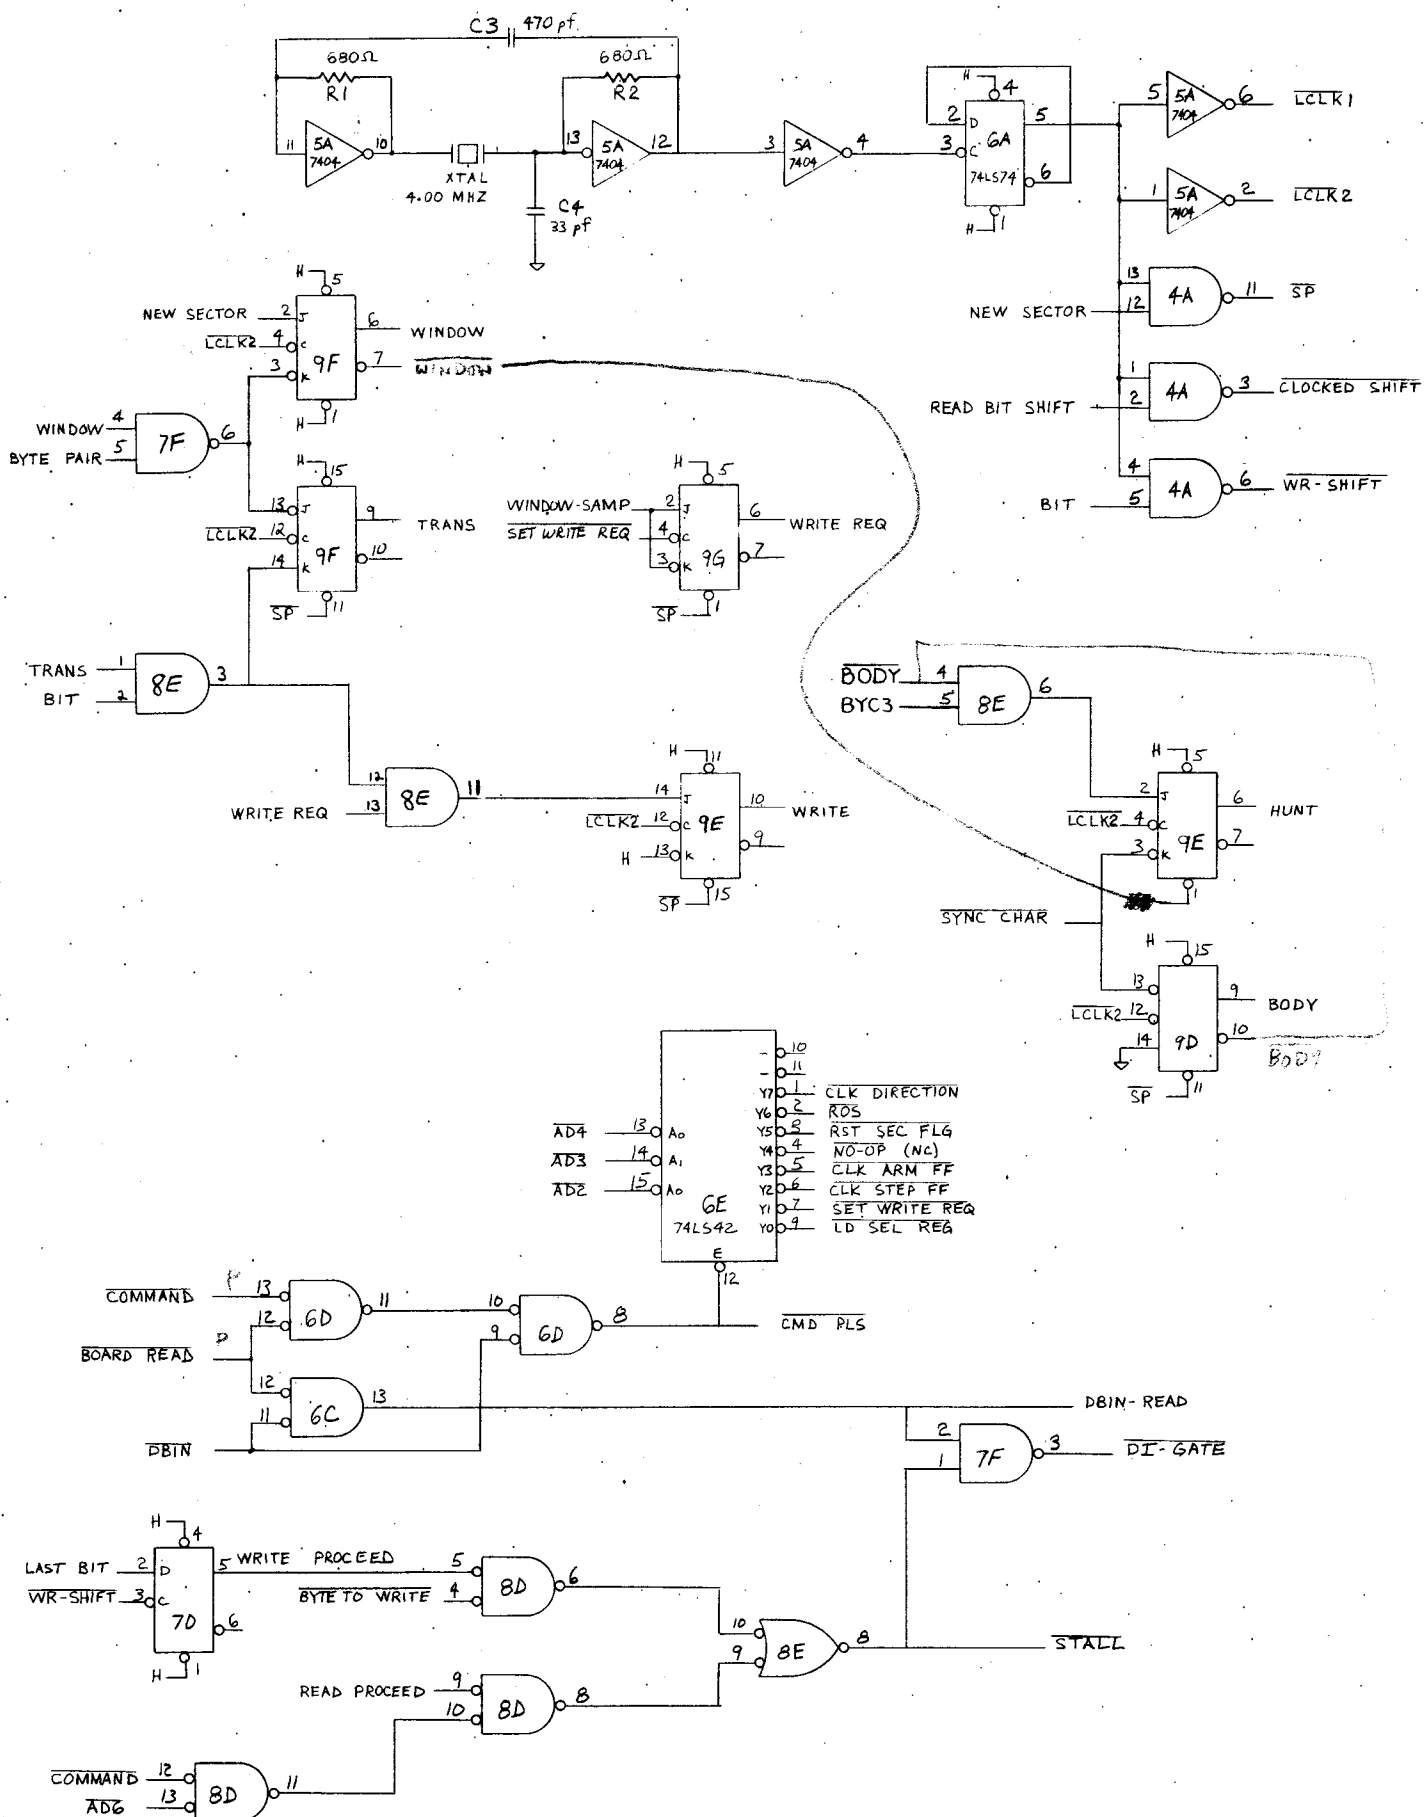 C3 470 pf.
680Ω 680Ω
R1 R2
11 5A 7404 10
XTAL
4.00 MHZ
13 5A 7404 12
C4
33 pf
3 5A 7404 4
H 4
2 D 5
3 C 6A
74LS74 6
H 1
5 5A 7404 6 LCLK1
1 5A 7404 2 LCLK2
13
NEW SECTOR 12 4A 11 SP
1
READ BIT SHIFT 2 4A 3 CLOCKED SHIFT
4
BIT 5 4A 6 WR-SHIFT
H 5
NEW SECTOR 2 J 6 WINDOW
LCLK2 4 C
3 K 9F 7 WINDOW
H 1
WINDOW 4
BYTE PAIR 5 7F 6
H 15
13 J 9 TRANS
LCLK2 12 C
14 K 9F 10
SP 11
H 5
WINDOW-SAMP 2 J 6 WRITE REQ
SET WRITE REQ 4 C
3 K 9G 7
SP 1
TRANS 1
BIT 2 8E 3
12
WRITE REQ 13 8E 11
H 11
14 J 10 WRITE
LCLK2 12 C 9E
H 13 K 9
SP 15
BODY 4
BYC3 5 8E 6
H 5
2 J 6 HUNT
LCLK2 4 C
3 K 9E 7
1
SYNC CHAR
H 15
13 9 BODY
LCLK2 12
14 9D 10 BODY
SP 11
- 10
- 11
Y7 1 CLK DIRECTION
Y6 2 ROS
AD4 13 A0 Y5 3 RST SEC FLG
AD3 14 A1 Y4 4 NO-OP (NC)
Y3 5 CLK ARM FF
AD2 15 A0 Y2 6 CLK STEP FF
6E Y1 7 SET WRITE REQ
74LS42 Y0 9 LD SEL REG
E
12
COMMAND P 13
12 6D 11
BOARD READ P
10
9 6D 8 CMD PLS
12
11 6C 13 DBIN-READ
DBIN
2
1 7F 3 DI-GATE
H 4
LAST BIT 2 D 5 WRITE PROCEED
WR-SHIFT 3 C
7D 6
H 1
5
BYTE TO WRITE 4 8D 6
10
9 8E 8 STALL
READ PROCEED 9
10 8D 8
COMMAND 12
AD6 13 8D 11